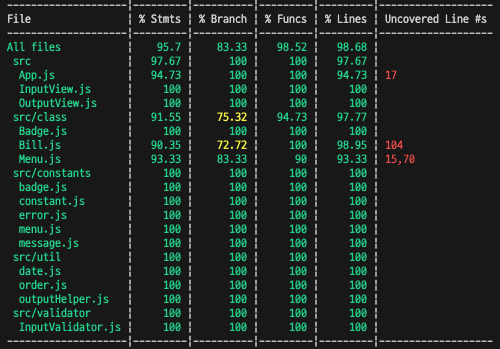 File | % Stmts | % Branch | % Funcs | % Lines | Uncovered Line #s
All files | 95.7 | 83.33 | 98.52 | 98.68 |
src | 97.67 | 100 | 100 | 97.67 |
App.js | 94.73 | 100 | 100 | 94.73 | 17
InputView.js | 100 | 100 | 100 | 100 |
OutputView.js | 100 | 100 | 100 | 100 |
src/class | 91.55 | 75.32 | 94.73 | 97.77 |
Badge.js | 100 | 100 | 100 | 100 |
Bill.js | 90.35 | 72.72 | 100 | 98.95 | 104
Menu.js | 93.33 | 83.33 | 90 | 93.33 | 15,70
src/constants | 100 | 100 | 100 | 100 |
badge.js | 100 | 100 | 100 | 100 |
constant.js | 100 | 100 | 100 | 100 |
error.js | 100 | 100 | 100 | 100 |
menu.js | 100 | 100 | 100 | 100 |
message.js | 100 | 100 | 100 | 100 |
src/util | 100 | 100 | 100 | 100 |
date.js | 100 | 100 | 100 | 100 |
order.js | 100 | 100 | 100 | 100 |
outputHelper.js | 100 | 100 | 100 | 100 |
src/validator | 100 | 100 | 100 | 100 |
InputValidator.js | 100 | 100 | 100 | 100 |